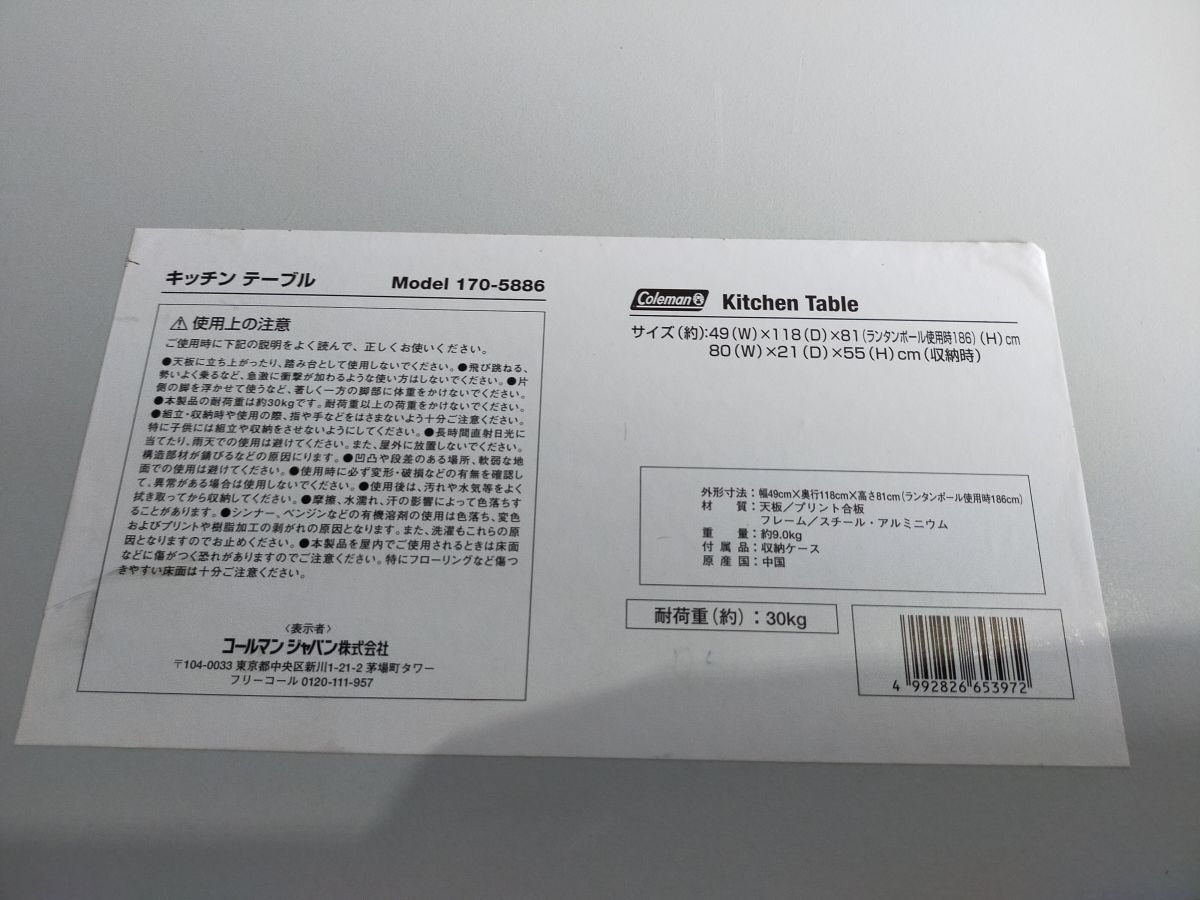 キッチン テーブル
Model 170-5886
⚠使用上の注意
ご使用時に下記の説明をよく読んで、正しくお使いください。
●天板に立ち上がったり、踏み台として使用しないでください。●飛び跳ねる、
勢いよく乗るなど、急激に衝撃が加わるような使い方はしないでください。●片
側の脚を浮かせて使うなど、著しく一方の脚部に体重をかけないでください。
●本製品の耐荷重は約30kgです。耐荷重以上の荷重をかけないでください。
●組立・収納時や使用の際、指や手などをはさまないよう十分ご注意ください。
特に子供には組立や収納をさせないようにしてください。●長時間直射日光に
当てたり、雨天での使用は避けてください。また、屋外に放置しないでください。
構造部材が錆びるなどの原因にります。●凹凸や段差のある場所、軟弱な地
面での使用は避けてください。●使用時に必ず変形・破損などの有無を確認し
て、異常がある場合は使用しないでください。●使用後は、汚れや水気等をよく
拭き取ってから収納してください。●摩擦、水濡れ、汗の影響によって色落ちす
ることがあります。●シンナー、ベンジンなどの有機溶剤の使用は色落ち、変色
およびプリントや樹脂加工の剥がれの原因となります。また、洗濯もこれらの原
因となりますのでお止めください。●本製品を屋内でご使用されるときは床面
などに傷がつく恐れがありますのでご注意ください。特にフローリングなど傷つ
きやすい床面は十分ご注意ください。
〈表示者〉
コールマン ジャパン株式会社
〒104-0033 東京都中央区新川1-21-2 茅場町タワー
フリーコール 0120-111-957
Coleman Kitchen Table
サイズ(約):49(W)×118(D)×81(ランタンポール使用時186)(H)cm
80(W)×21(D)×55(H)cm(収納時)
外形寸法：幅49cm×奥行118cm×高さ81cm(ランタンポール使用時186cm)
材 質：天板／プリント合板
フレーム／スチール・アルミニウム
重 量：約9.0kg
付 属 品：収納ケース
原 産 国：中国
耐荷重(約)：30kg
4 992826 653972